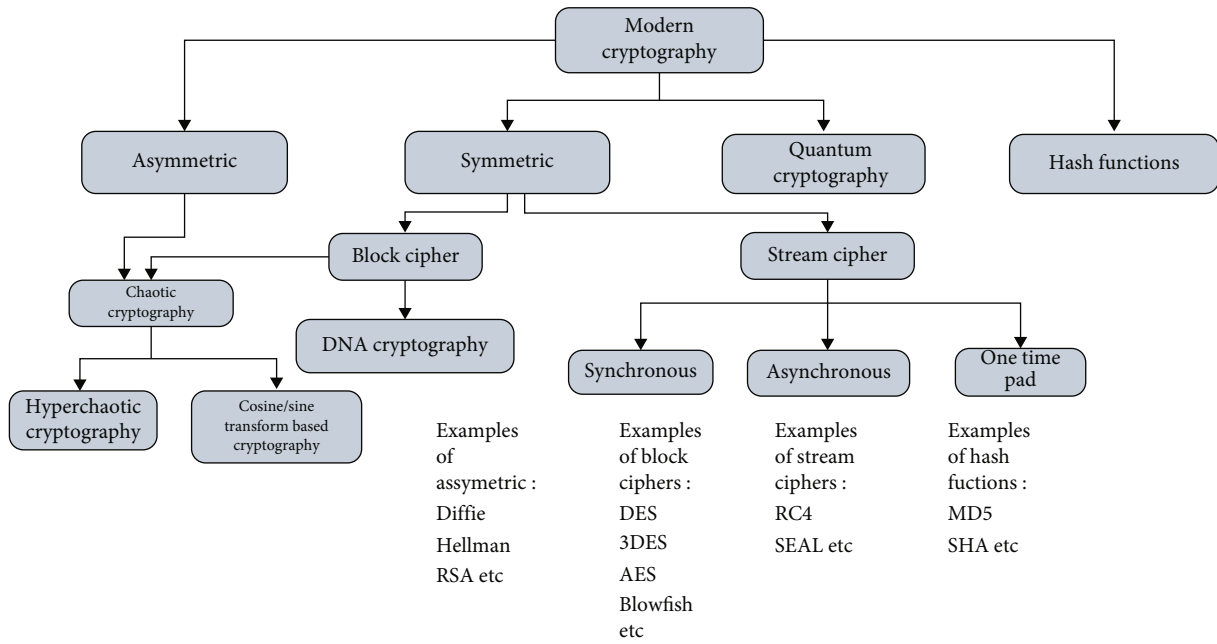 Modern
cryptography
Asymmetric
Symmetric
Quantum
cryptography
Hash functions
Block cipher
Stream cipher
Chaotic
cryptography
DNA cryptography
Synchronous
Asynchronous
One time
pad
Hyperchaotic
cryptography
Cosine/sine
transform based
cryptography
Examples
of
assymetric :
Diffie
Hellman
RSA etc
Examples
of block
ciphers :
DES
3DES
AES
Blowfish
etc
Examples
of stream
ciphers :
RC4
SEAL etc
Examples
of hash
fuctions :
MD5
SHA etc